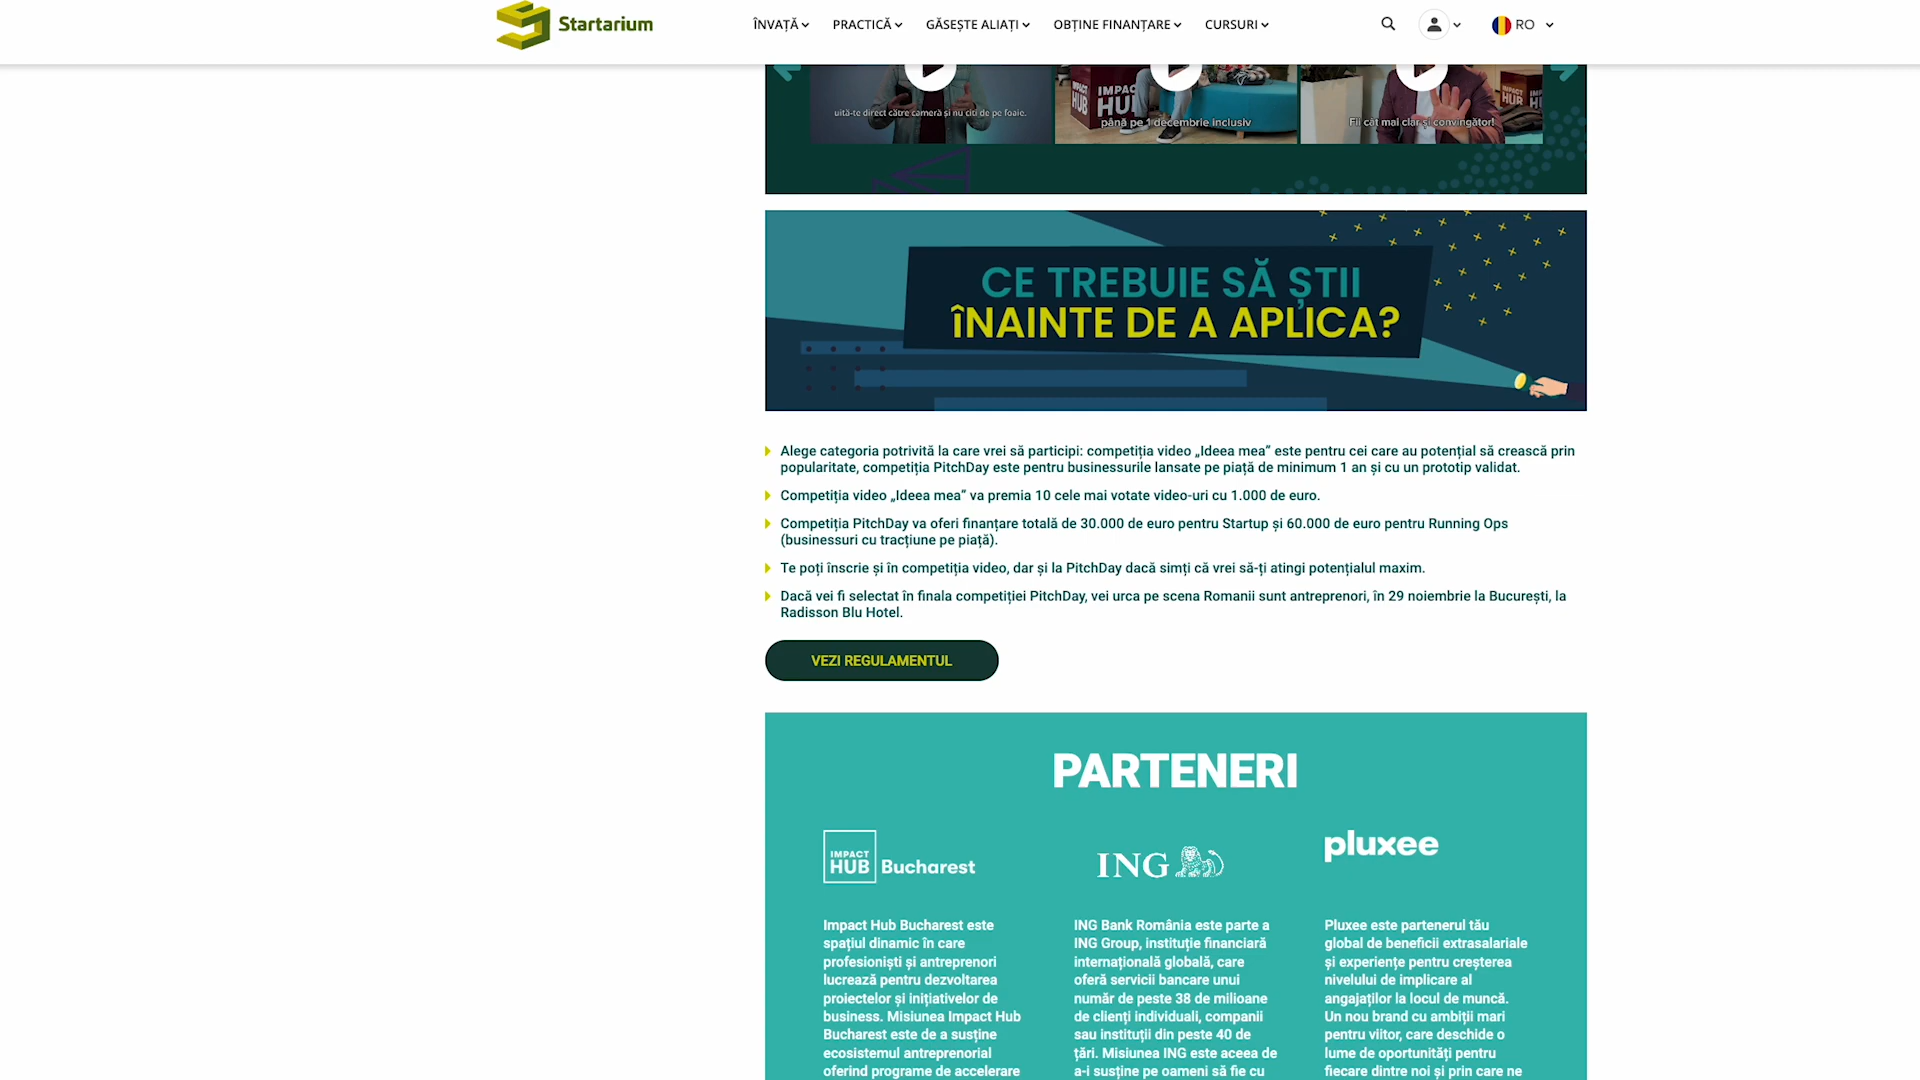 Startarium
ÎNVAȚĂ PRACTICĂ GĂSEȘTE ALIAȚI OBȚINE FINANȚARE CURSURI RO
IMPACT HUB
IMPACT HUB
uită-te direct către cameră și nu citi de pe foaie.
până pe 1 decembrie inclusiv
Fii cât mai clar și convingător!
CE TREBUIE SĂ ȘTII
ÎNAINTE DE A APLICA?
Alege categoria potrivită la care vrei să participi: competiția video „Ideea mea” este pentru cei care au potențial să crească prin
popularitate, competiția PitchDay este pentru businessurile lansate pe piață de minimum 1 an și cu un prototip validat.
Competiția video „Ideea mea” va premia 10 cele mai votate video-uri cu 1.000 de euro.
Competiția PitchDay va oferi finanțare totală de 30.000 de euro pentru Startup și 60.000 de euro pentru Running Ops
(businessuri cu tracțiune pe piață).
Te poți înscrie și în competiția video, dar și la PitchDay dacă simți că vrei să-ți atingi potențialul maxim.
Dacă vei fi selectat în finala competiției PitchDay, vei urca pe scena Romanii sunt antreprenori, în 29 noiembrie la București, la
Radisson Blu Hotel.
VEZI REGULAMENTUL
PARTENERI
IMPACT
HUB Bucharest
ING
pluxee
Impact Hub Bucharest este
spațiul dinamic în care
profesioniști și antreprenori
lucrează pentru dezvoltarea
proiectelor și inițiativelor de
business. Misiunea Impact Hub
Bucharest este de a susține
ecosistemul antreprenorial
oferind programe de accelerare
ING Bank România este parte a
ING Group, instituție financiară
internațională globală, care
oferă servicii bancare unui
număr de peste 38 de milioane
de clienți individuali, companii
sau instituții din peste 40 de
țări. Misiunea ING este aceea de
a-i susține pe oameni să fie cu
Pluxee este partenerul tău
global de beneficii extrasalariale
și experiențe pentru creșterea
nivelului de implicare al
angajaților la locul de muncă.
Un nou brand cu ambiții mari
pentru viitor, care deschide o
lume de oportunități pentru
fiecare dintre noi și prin care ne